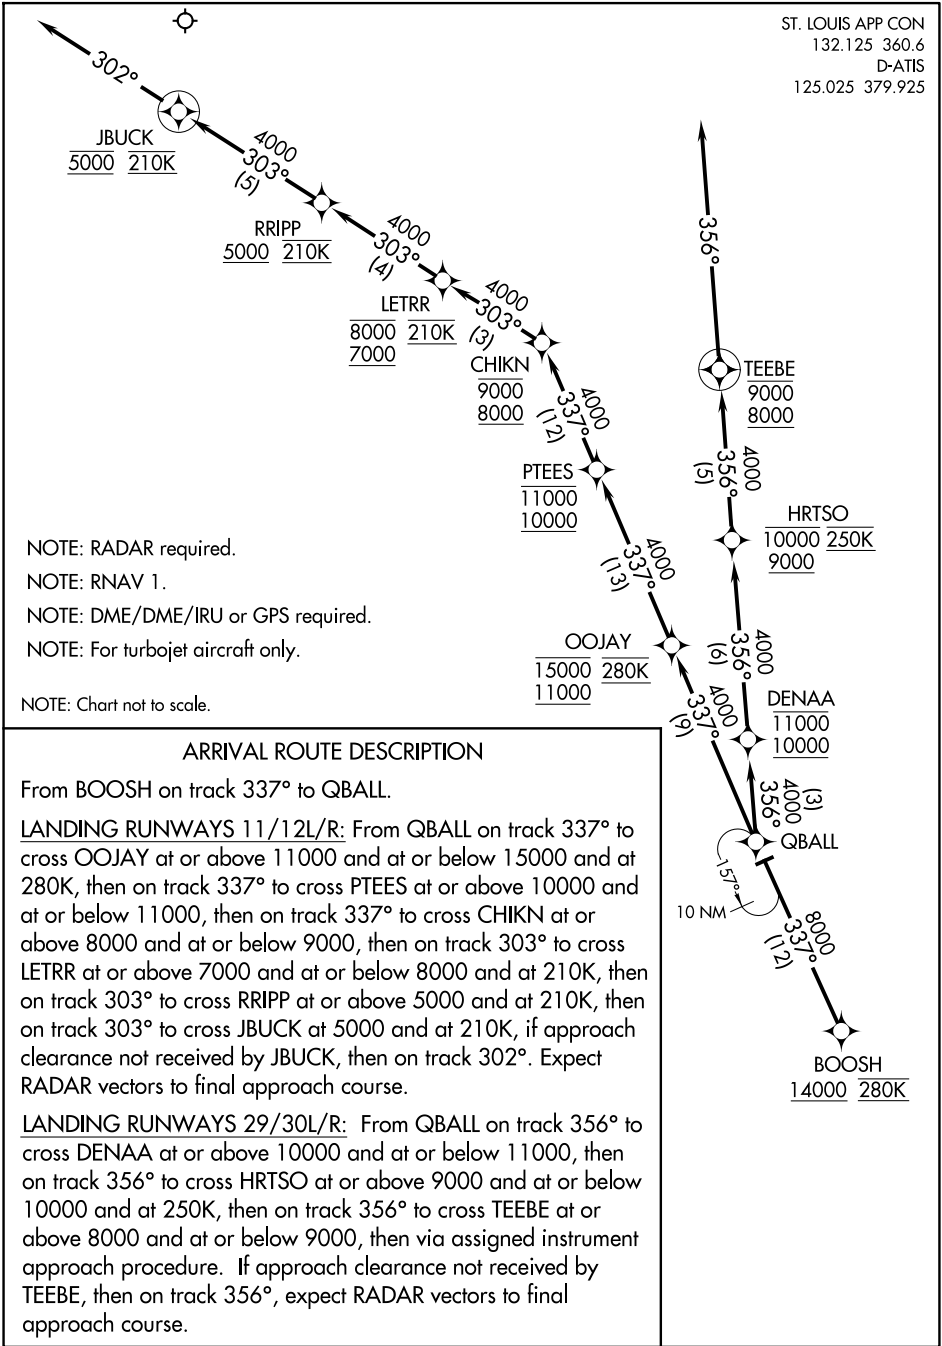 ST. LOUIS APP CON
132.125 360.6
D-ATIS
125.025 379.925
302°
JBUCK
5000 210K
4000
303°
(5)
RRIPP
5000 210K
4000
303°
(4)
LETRR
8000 210K
7000
4000
303°
(3)
CHIKN
9000
8000
4000
337°
(12)
PTEES
11000
10000
4000
337°
(13)
OOJAY
15000 280K
11000
4000
337°
(9)
356°
TEEBE
9000
8000
4000
356°
(5)
HRTSO
10000 250K
9000
4000
356°
(6)
DENAA
11000
10000
(3)
4000
356°
QBALL
157°
10 NM
8000
337°
(12)
BOOSH
14000 280K
NOTE: RADAR required.
NOTE: RNAV 1.
NOTE: DME/DME/IRU or GPS required.
NOTE: For turbojet aircraft only.
NOTE: Chart not to scale.
ARRIVAL ROUTE DESCRIPTION
From BOOSH on track 337° to QBALL.
LANDING RUNWAYS 11/12L/R: From QBALL on track 337° to
cross OOJAY at or above 11000 and at or below 15000 and at
280K, then on track 337° to cross PTEES at or above 10000 and
at or below 11000, then on track 337° to cross CHIKN at or
above 8000 and at or below 9000, then on track 303° to cross
LETRR at or above 7000 and at or below 8000 and at 210K, then
on track 303° to cross RRIPP at or above 5000 and at 210K, then
on track 303° to cross JBUCK at 5000 and at 210K, if approach
clearance not received by JBUCK, then on track 302°. Expect
RADAR vectors to final approach course.
LANDING RUNWAYS 29/30L/R: From QBALL on track 356° to
cross DENAA at or above 10000 and at or below 11000, then
on track 356° to cross HRTSO at or above 9000 and at or below
10000 and at 250K, then on track 356° to cross TEEBE at or
above 8000 and at or below 9000, then via assigned instrument
approach procedure. If approach clearance not received by
TEEBE, then on track 356°, expect RADAR vectors to final
approach course.